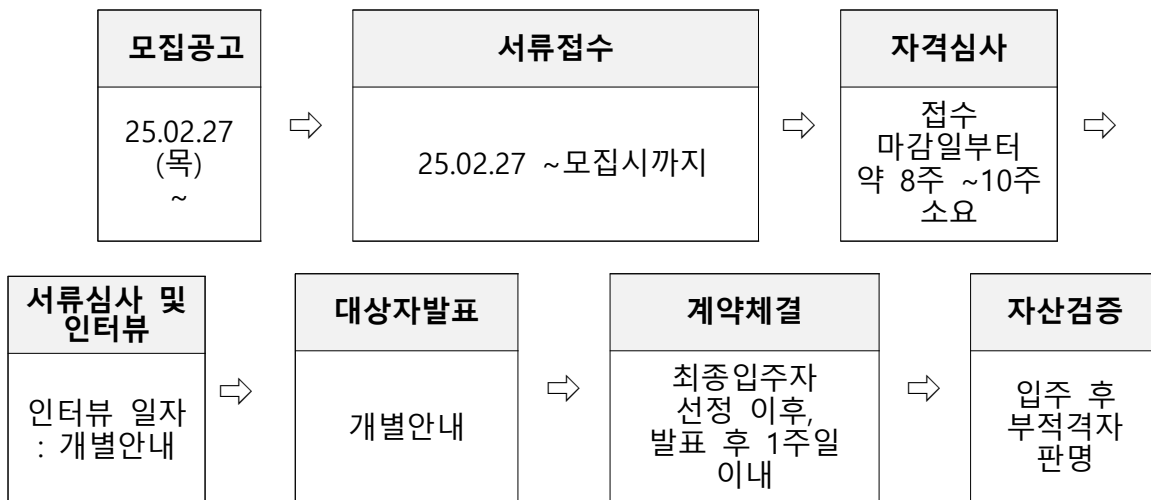 모집공고
25.02.27
(목)
~
⇨
서류접수
25.02.27 ~모집시까지
⇨
자격심사
접수
마감일부터
약 8주 ~10주
소요
⇨
서류심사 및
인터뷰
인터뷰 일자
: 개별안내
⇨
대상자발표
개별안내
⇨
계약체결
최종입주자
선정 이후,
발표 후 1주일
이내
⇨
자산검증
입주 후
부적격자
판명